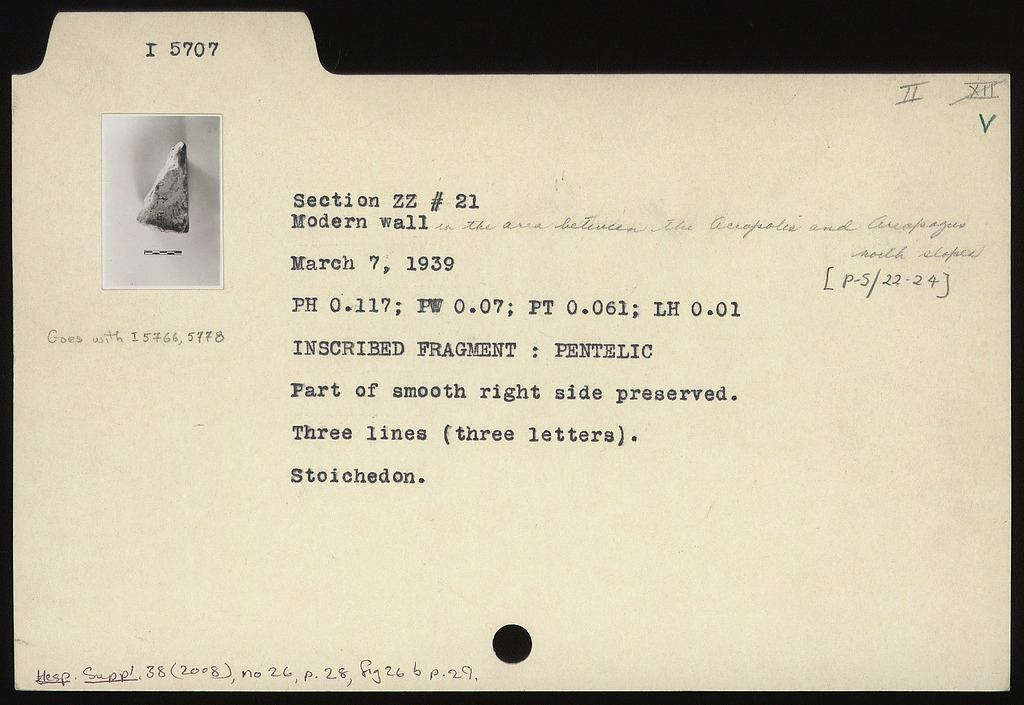 I 5707
II XII
V
Section ZZ # 21
Modern wall in the area between the Acropolis and Areopagus
north slopes
March 7, 1939
[P-S/22-24]
PH 0.117; PW 0.07; PT 0.061; LH 0.01
Goes with I 5766, 5778
INSCRIBED FRAGMENT : PENTELIC
Part of smooth right side preserved.
Three lines (three letters).
Stoichedon.
Hesp. Suppl. 38 (2008), no 26, p. 28, fig 26 b p. 29.